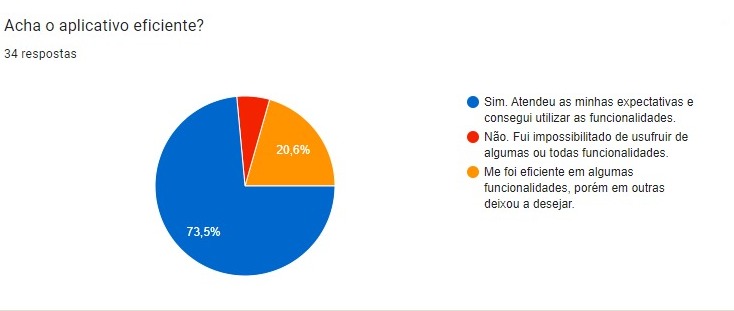 Acha o aplicativo eficiente?
34 respostas
20,6%
73,5%
Sim. Atendeu as minhas expectativas e
consegui utilizar as funcionalidades.
Não. Fui impossibilitado de usufruir de
algumas ou todas funcionalidades.
Me foi eficiente em algumas
funcionalidades, porém em outras
deixou a desejar.